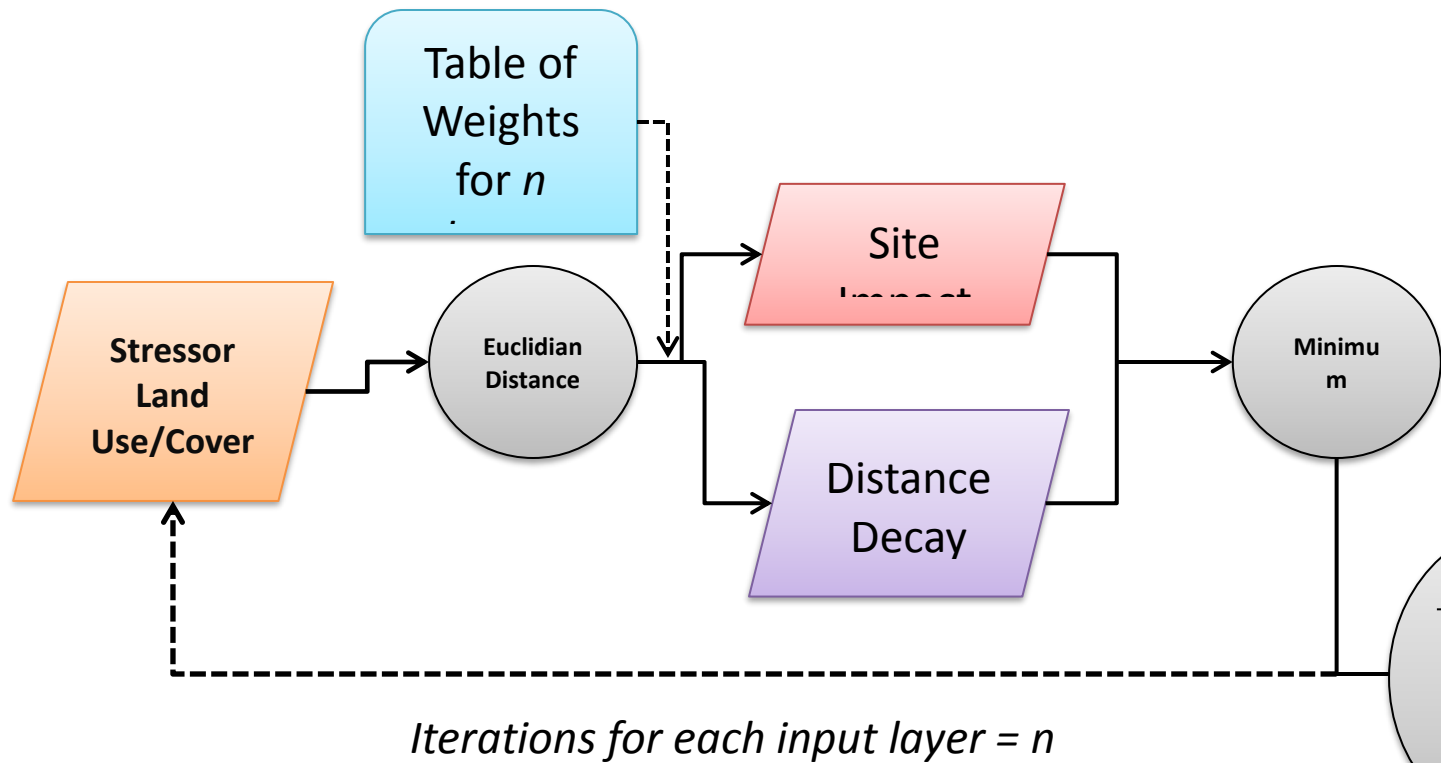 Table of
Weights
for n
Site
Impact
Stressor
Land
Use/Cover
Euclidian
Distance
Minimu
m
Distance
Decay
Iterations for each input layer = n